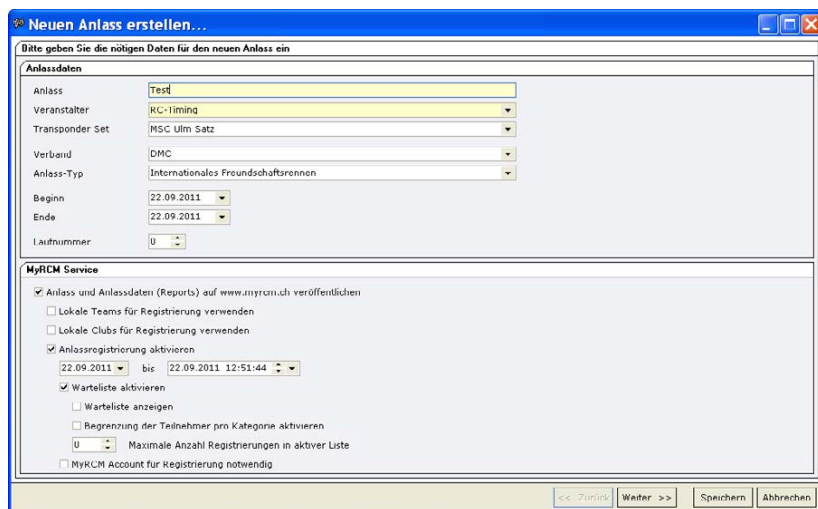 Neuen Anlass erstellen...
Bitte geben Sie die nötigen Daten für den neuen Anlass ein
Anlassdaten
Anlass Test
Veranstalter RC-Timing
Transponder Set MSC Ulm Satz
Verband DMC
Anlass-Typ Internationales Freundschaftsrennen
Beginn 22.09.2011
Ende 22.09.2011
Laufnummer 0
MyRCM Service
Anlass und Anlassdaten (Reports) auf www.myrcm.ch veröffentlichen
Lokale Teams für Registrierung verwenden
Lokale Clubs für Registrierung verwenden
Anlassregistrierung aktivieren
22.09.2011 bis 22.09.2011 12:51:44
Warteliste aktivieren
Warteliste anzeigen
Begrenzung der Teilnehmer pro Kategorie aktivieren
0 Maximale Anzahl Registrierungen in aktiver Liste
MyRCM Account für Registrierung notwendig
<< Zurück Weiter >> Speichern Abbrechen